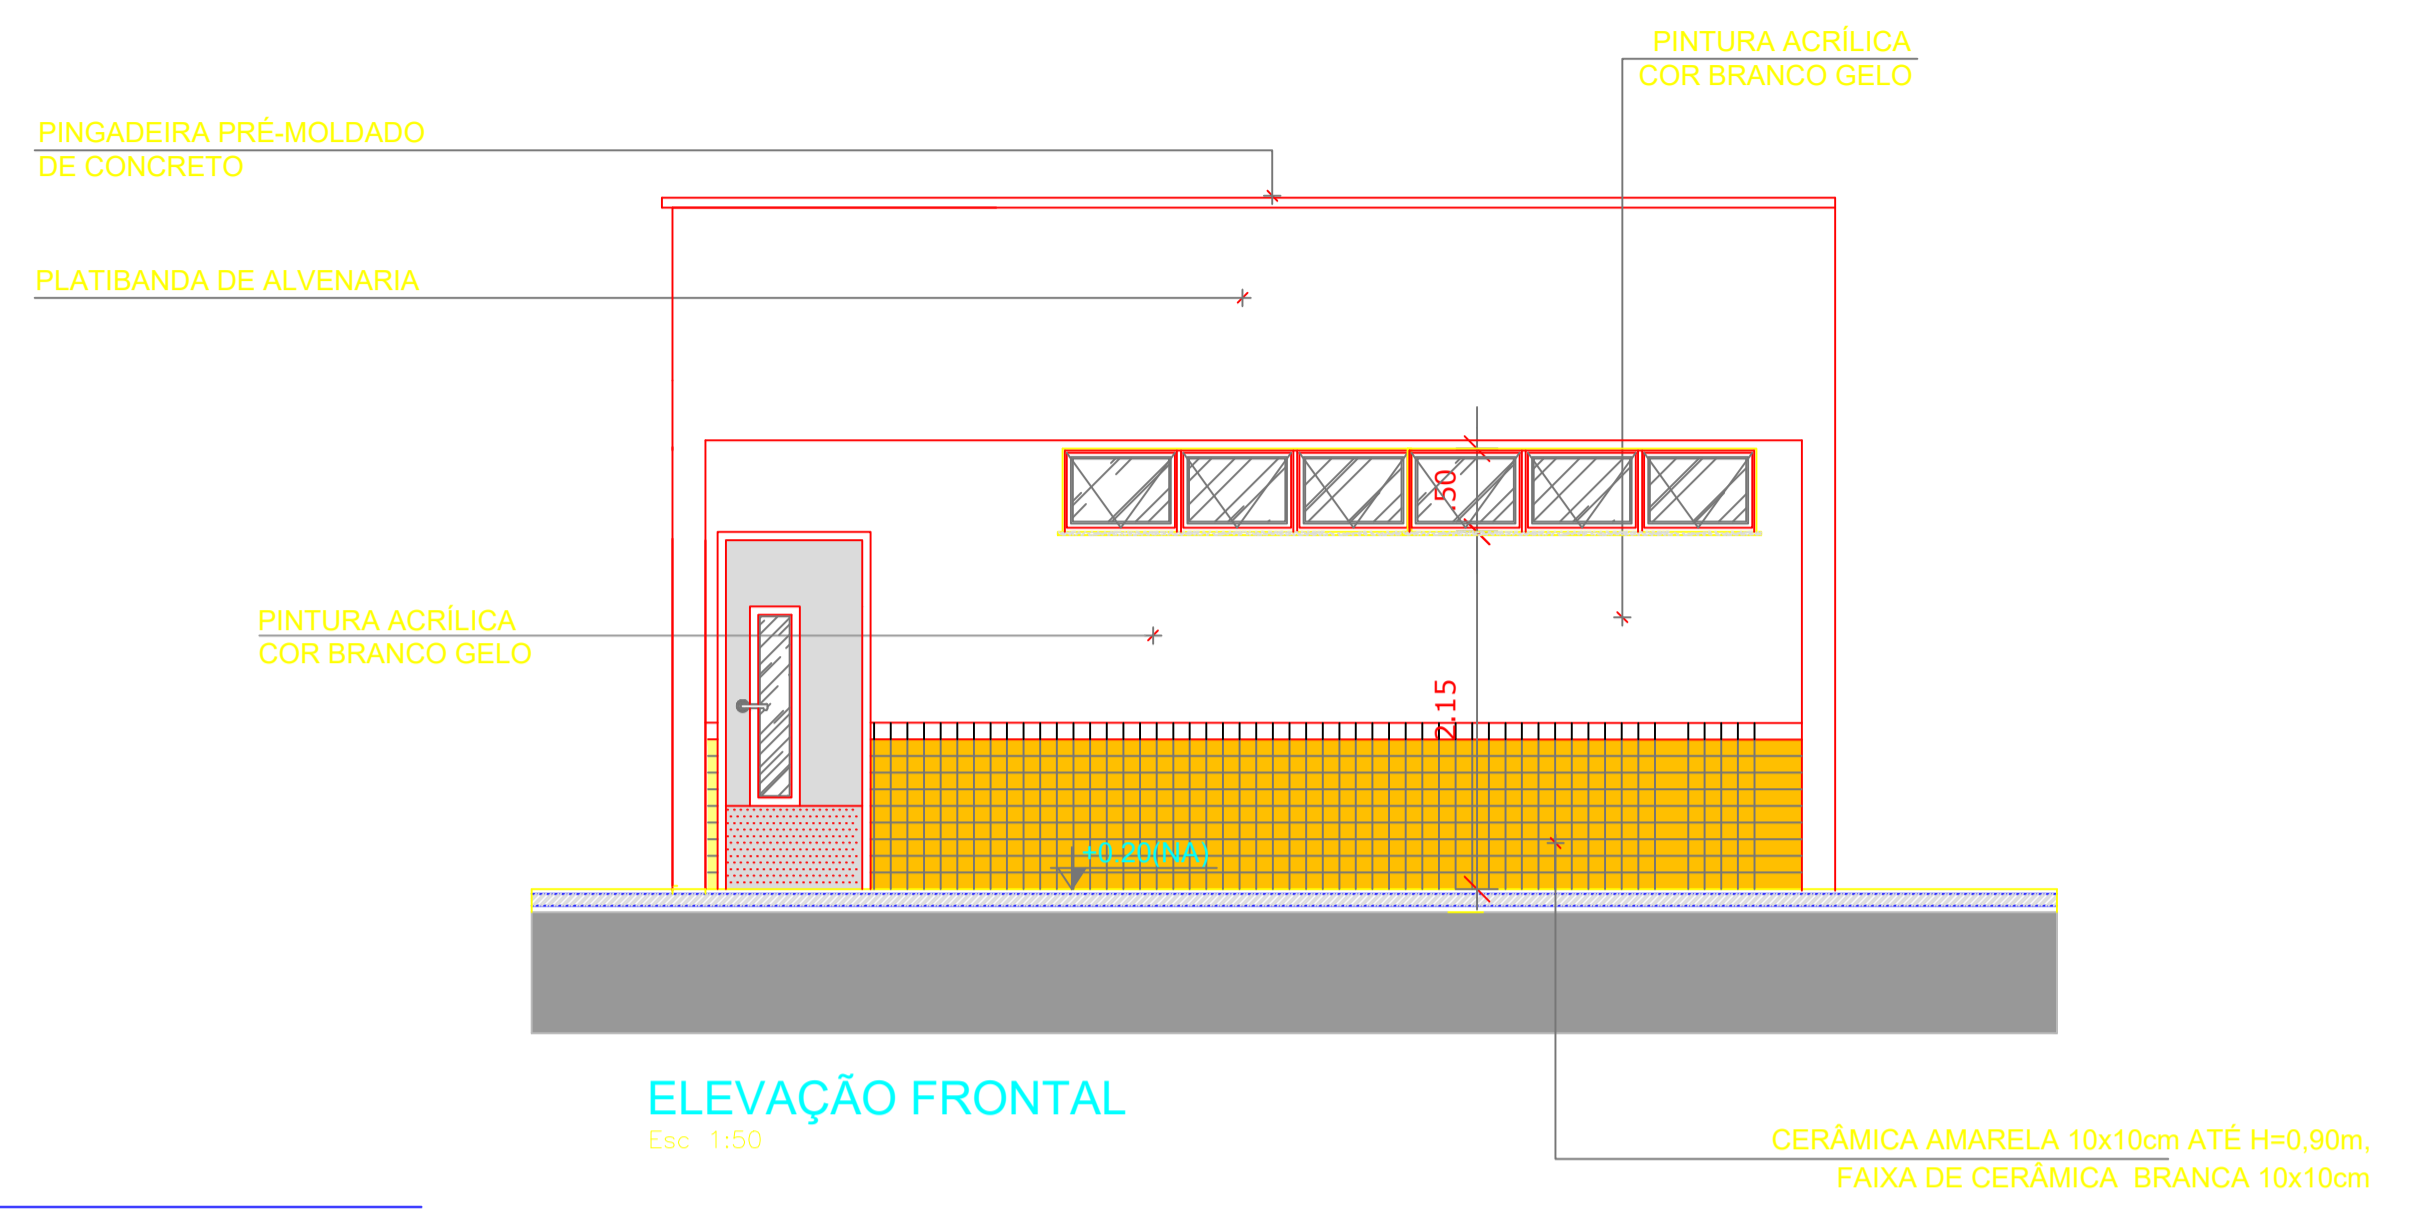 PINTURA ACRÍLICA
COR BRANCO GELO
PINGADEIRA PRÉ-MOLDADO
DE CONCRETO
PLATIBANDA DE ALVENARIA
.50
PINTURA ACRÍLICA
COR BRANCO GELO
2.15
+0.20(NA)
ELEVAÇÃO FRONTAL
Esc 1:50
CERÂMICA AMARELA 10x10cm ATÉ H=0,90m,
FAIXA DE CERÂMICA BRANCA 10x10cm